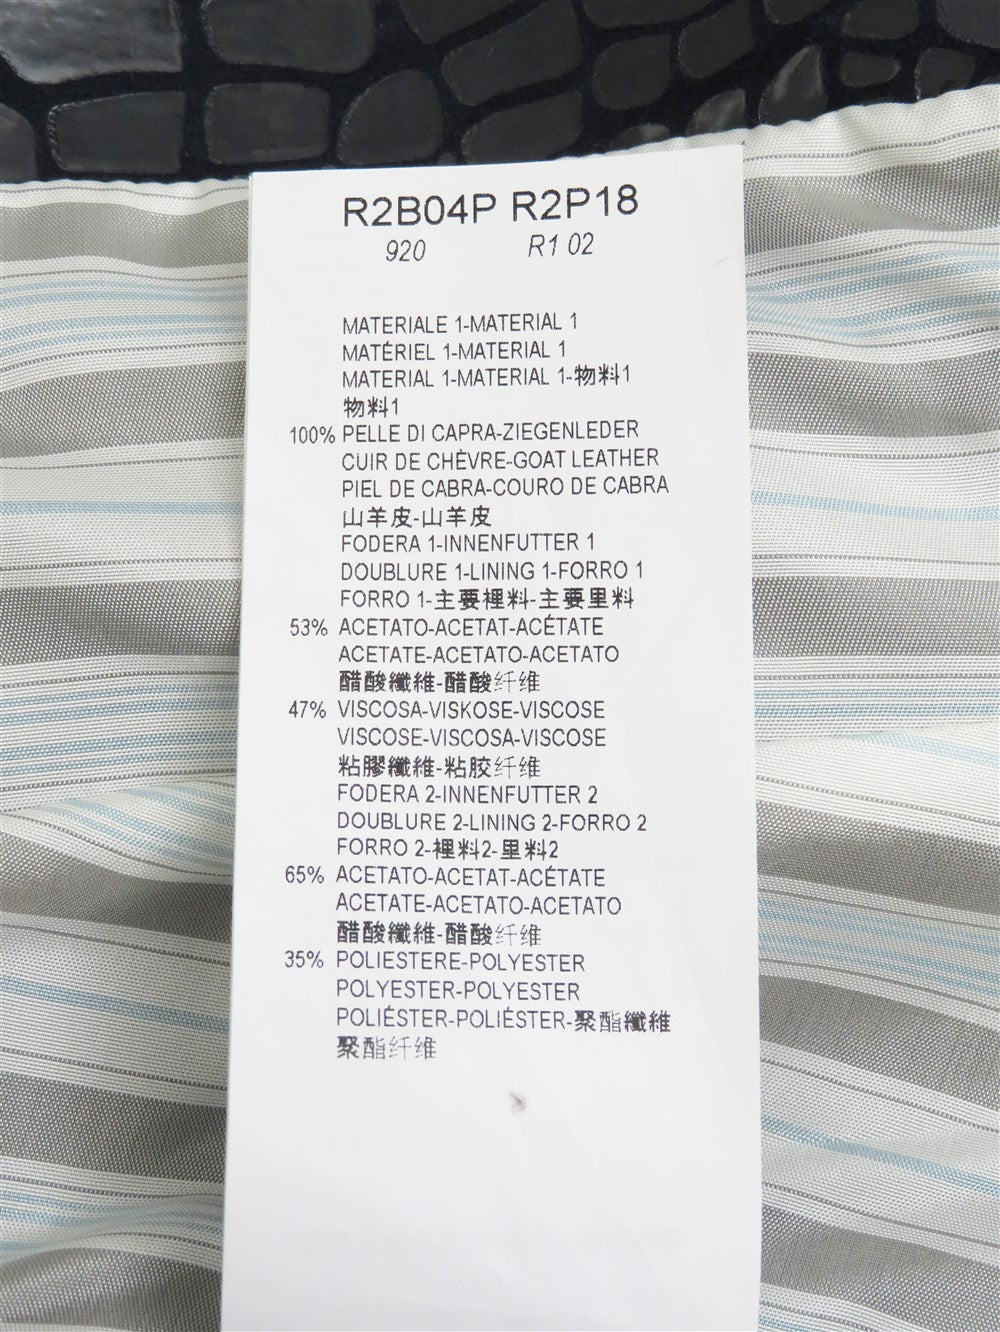 R2B04P R2P18
920 R1 02
MATERIALE 1-MATERIAL 1
MATÉRIEL 1-MATERIAL 1
MATERIAL 1-MATERIAL 1-物料1
物料1
100% PELLE DI CAPRA-ZIEGENLEDER
CUIR DE CHÈVRE-GOAT LEATHER
PIEL DE CABRA-COURO DE CABRA
山羊皮-山羊皮
FODERA 1-INNENFUTTER 1
DOUBLURE 1-LINING 1-FORRO 1
FORRO 1-主要裡料-主要里料
53% ACETATO-ACETAT-ACÉTATE
ACETATE-ACETATO-ACETATO
醋酸纖維-醋酸纤维
47% VISCOSA-VISKOSE-VISCOSE
VISCOSE-VISCOSA-VISCOSE
粘膠纖維-粘胶纤维
FODERA 2-INNENFUTTER 2
DOUBLURE 2-LINING 2-FORRO 2
FORRO 2-裡料2-里料2
65% ACETATO-ACETAT-ACÉTATE
ACETATE-ACETATO-ACETATO
醋酸纖維-醋酸纤维
35% POLIESTERE-POLYESTER
POLYESTER-POLYESTER
POLIÉSTER-POLIÉSTER-聚酯纖維
聚酯纤维